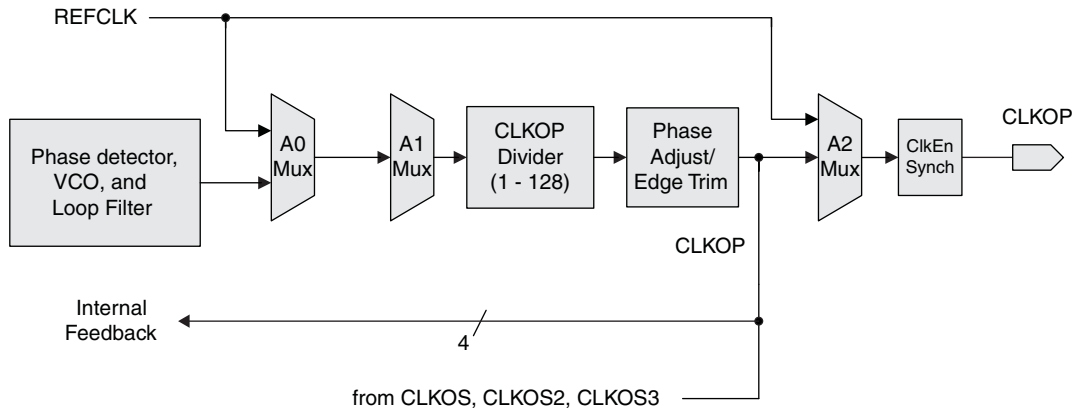 REFCLK
CLKOP
Phase detector,
VCO, and
Loop Filter
A0
Mux
A1
Mux
CLKOP
Divider
(1 - 128)
Phase
Adjust/
Edge Trim
A2
Mux
ClkEn
Synch
CLKOP
Internal
Feedback
4
from CLKOS, CLKOS2, CLKOS3